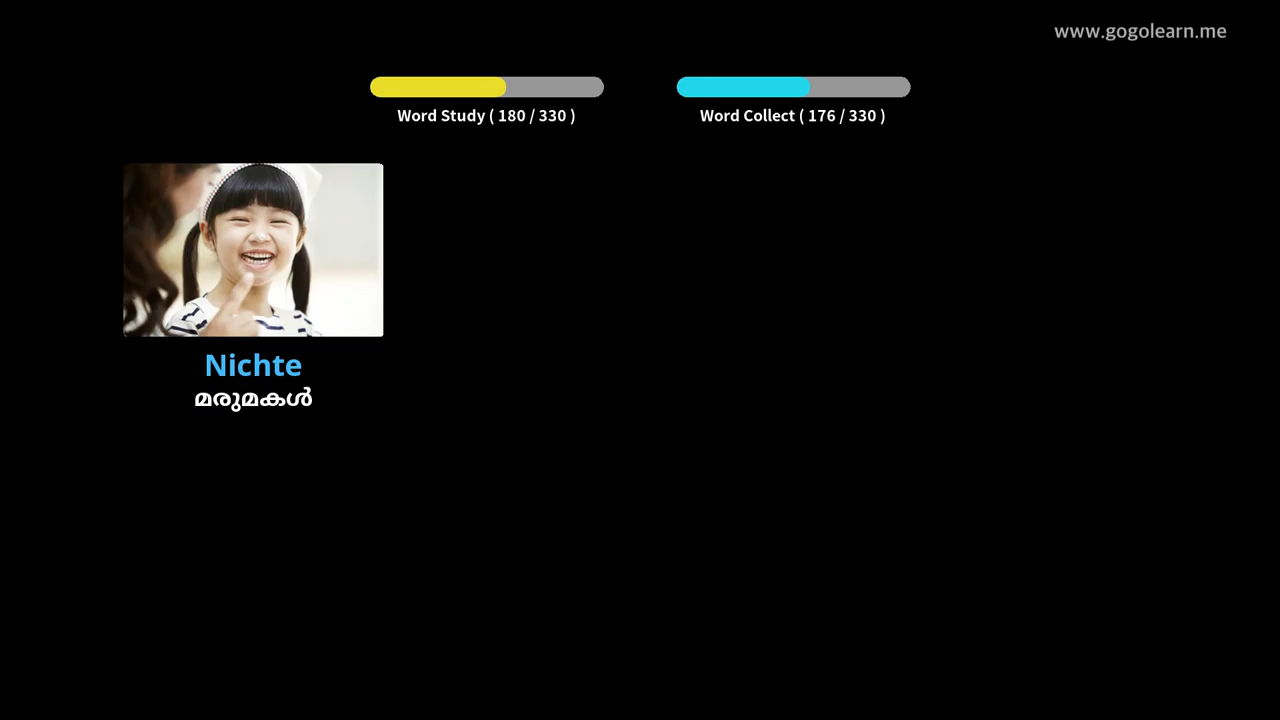 www.gogolearn.me
Word Study ( 180 / 330 )
Word Collect ( 176 / 330 )
Nichte
മരുമകൾ